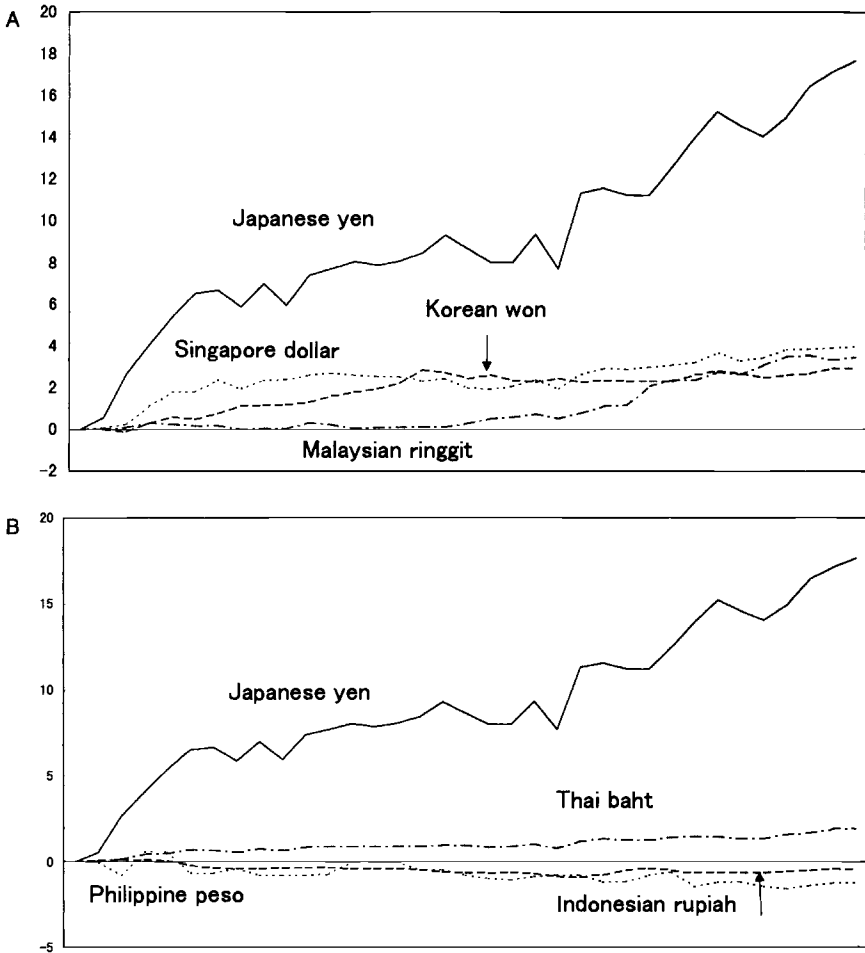 A
20
18
16
14
12
10
8
6
4
2
0
-2
Japanese yen
Korean won
Singapore dollar
Malaysian ringgit
B
20
15
10
5
0
-5
Japanese yen
Thai baht
Philippine peso
Indonesian rupiah